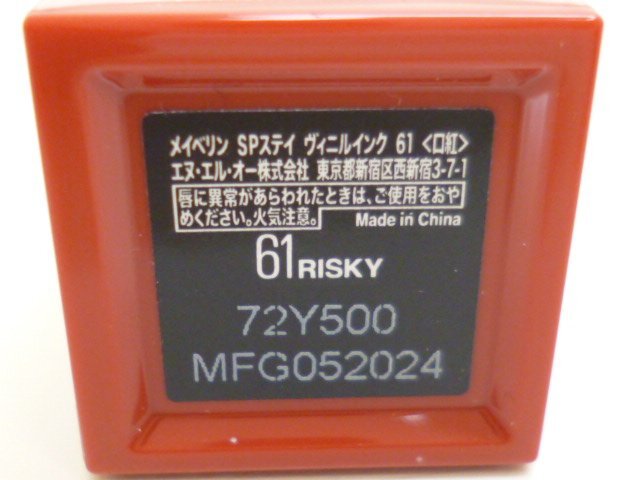 メイベリン SPステイ ヴィニルインク 61 〈口紅〉
エヌ・エル・オー株式会社 東京都新宿区西新宿3-7-1
唇に異常があらわれたときは、ご使用をおや
めください。火気注意。 Made in China
61 RISKY
72Y500
MFG052024